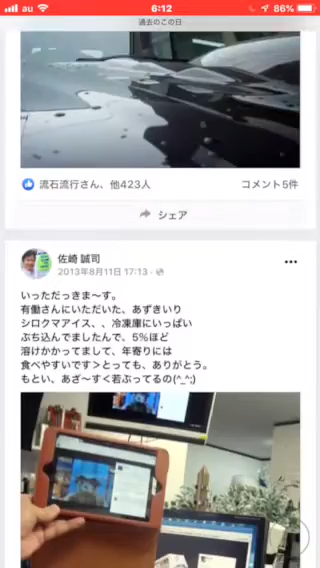 au
6:12
86%
過去のこの日
流石流行さん、他423人
コメント5件
シェア
佐崎 誠司
2013年8月11日 17:13
いっただっきま〜す。
有働さんにいただいた、あずきいり
シロクマアイス、、冷凍庫にいっぱい
ぶち込んでましたんで、5%ほど
溶けかかってまして、年寄りには
食べやすいです＞とっても、ありがとう。
もとい、あざ〜す＜若ぶってるの(^_^;)